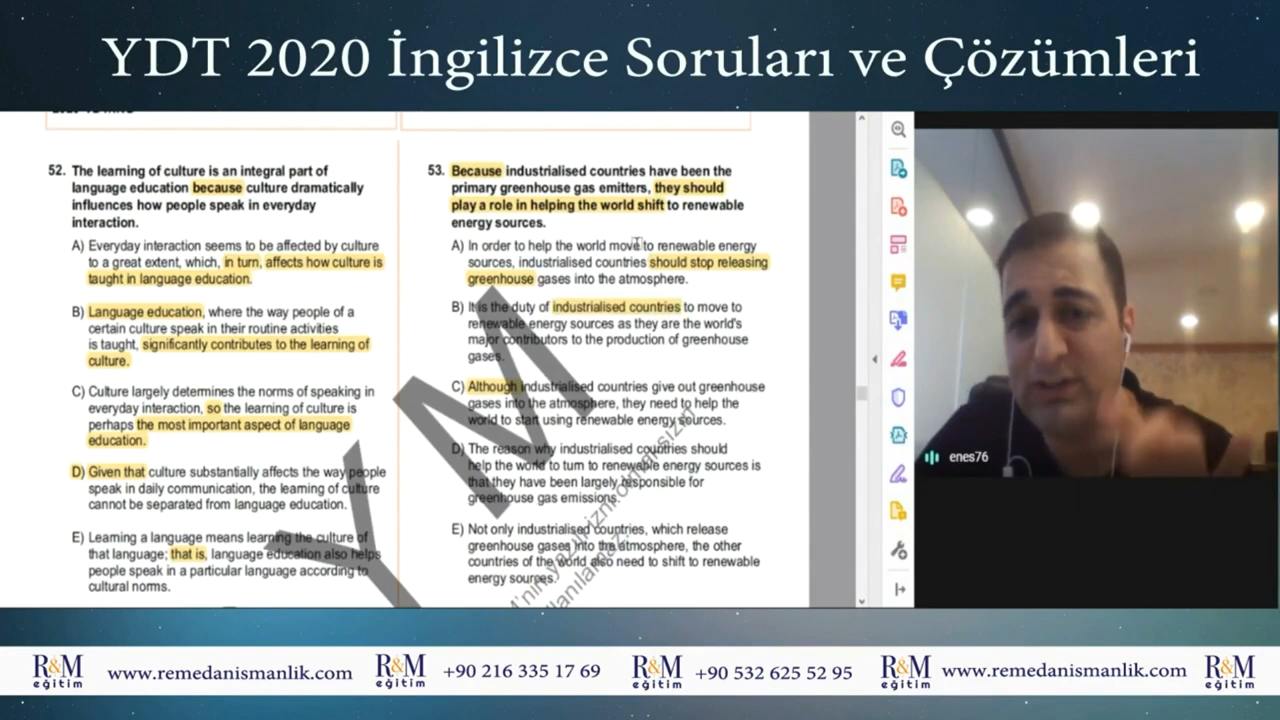 YDT 2020 İngilizce Soruları ve Çözümleri
52. The learning of culture is an integral part of
language education because culture dramatically
influences how people speak in everyday
interaction.
A) Everyday interaction seems to be affected by culture
to a great extent, which, in turn, affects how culture is
taught in language education.
B) Language education, where the way people of a
certain culture speak in their routine activities
is taught, significantly contributes to the learning of
culture.
C) Culture largely determines the norms of speaking in
everyday interaction, so the learning of culture is
perhaps the most important aspect of language
education.
D) Given that culture substantially affects the way people
speak in daily communication, the learning of culture
cannot be separated from language education.
E) Learning a language means learning the culture of
that language; that is, language education also helps
people speak in a particular language according to
cultural norms.
53. Because industrialised countries have been the
primary greenhouse gas emitters, they should
play a role in helping the world shift to renewable
energy sources.
A) In order to help the world move to renewable energy
sources, industrialised countries should stop releasing
greenhouse gases into the atmosphere.
B) It is the duty of industrialised countries to move to
renewable energy sources as they are the world's
major contributors to the production of greenhouse
gases.
C) Although industrialised countries give out greenhouse
gases into the atmosphere, they need to help the
world to start using renewable energy sources.
D) The reason why industrialised countries should
help the world to turn to renewable energy sources is
that they have been largely responsible for
greenhouse gas emissions.
E) Not only industrialised countries, which release
greenhouse gases into the atmosphere, the other
countries of the world also need to shift to renewable
energy sources.
YM
enes76
R&M
eğitim
www.remedanismanlik.com
R&M
eğitim
+90 216 335 17 69
R&M
eğitim
+90 532 625 52 95
R&M
eğitim
www.remedanismanlik.com
R&M
eğitim